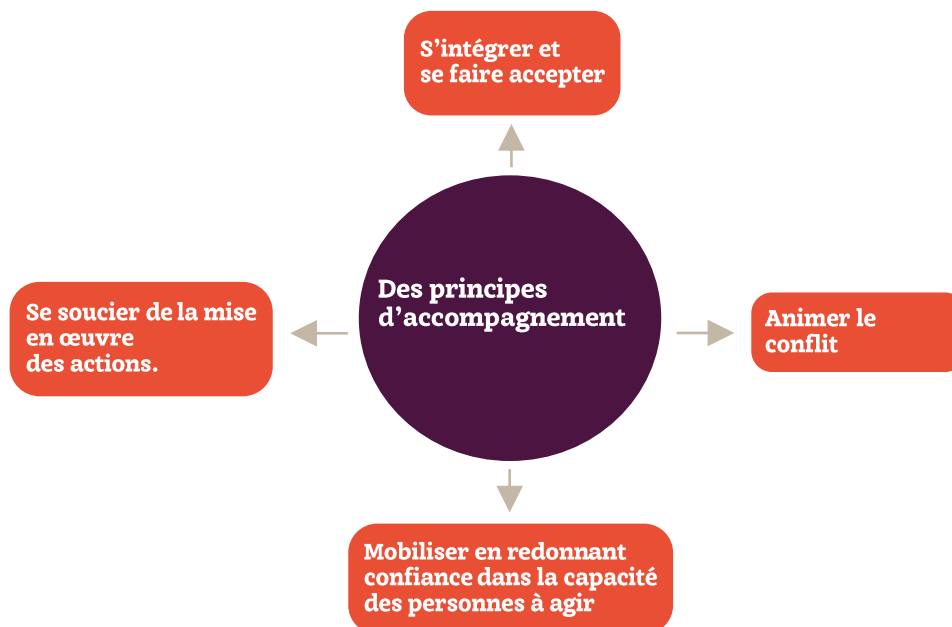 S’intégrer et
se faire accepter
Des principes
d’accompagnement
Se soucier de la mise
en œuvre
des actions.
Animer le
conflit
Mobiliser en redonnant
confiance dans la capacité
des personnes à agir